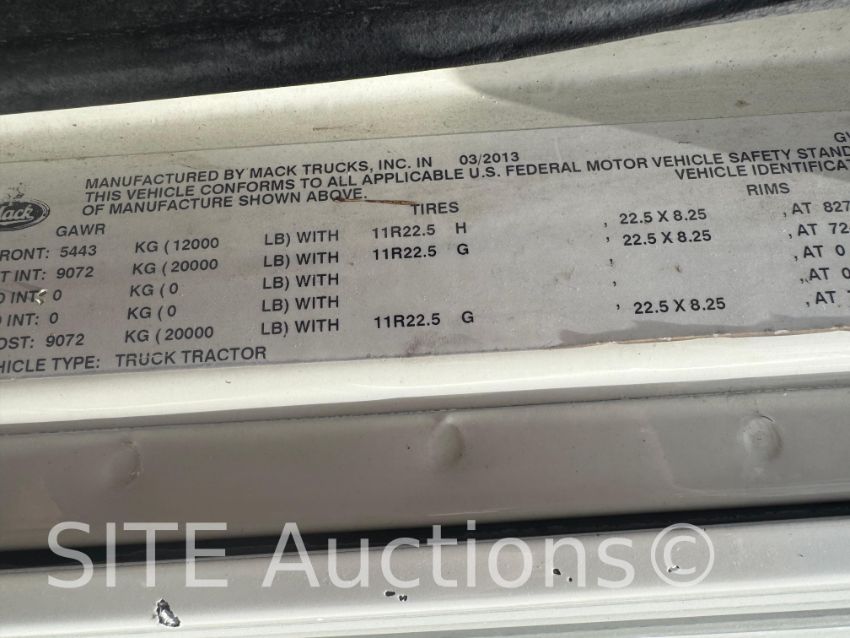 MANUFACTURED BY MACK TRUCKS, INC. IN 03/2013 GV
THIS VEHICLE CONFORMS TO ALL APPLICABLE U.S. FEDERAL MOTOR VEHICLE SAFETY STAND
OF MANUFACTURE SHOWN ABOVE. VEHICLE IDENTIFICAT
Mack
GAWR TIRES RIMS
FRONT: 5443 KG (12000 LB) WITH 11R22.5 H , 22.5 X 8.25 , AT 827
T INT: 9072 KG (20000 LB) WITH 11R22.5 G , 22.5 X 8.25 , AT 72
D INT: 0 KG (0 LB) WITH , , AT 0
D INT: 0 KG (0 LB) WITH , , AT 0
OST: 9072 KG (20000 LB) WITH 11R22.5 G , 22.5 X 8.25 , AT
HICLE TYPE: TRUCK TRACTOR
SITE Auctions©